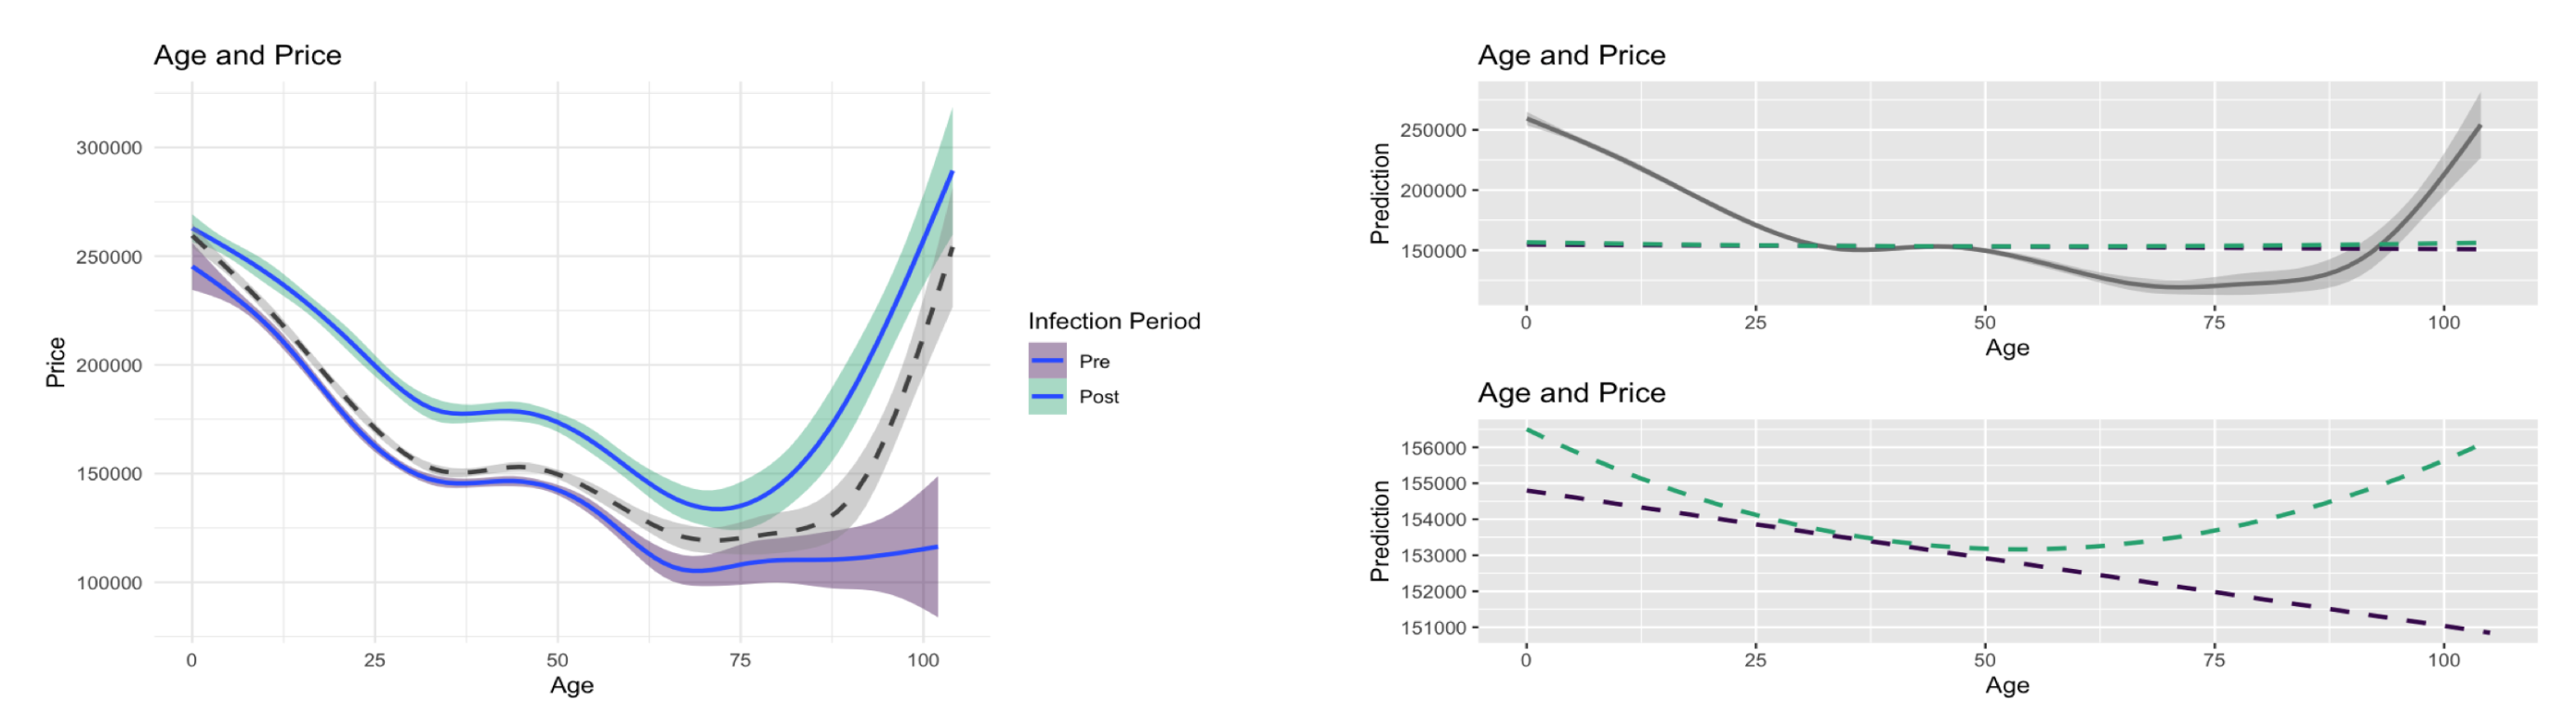 Age and Price
Price
300000
250000
200000
150000
100000
0 25 50 75 100
Age
Infection Period
Pre
Post
Age and Price
Prediction
250000
200000
150000
0 25 50 75 100
Age
Age and Price
Prediction
156000
155000
154000
153000
152000
151000
0 25 50 75 100
Age